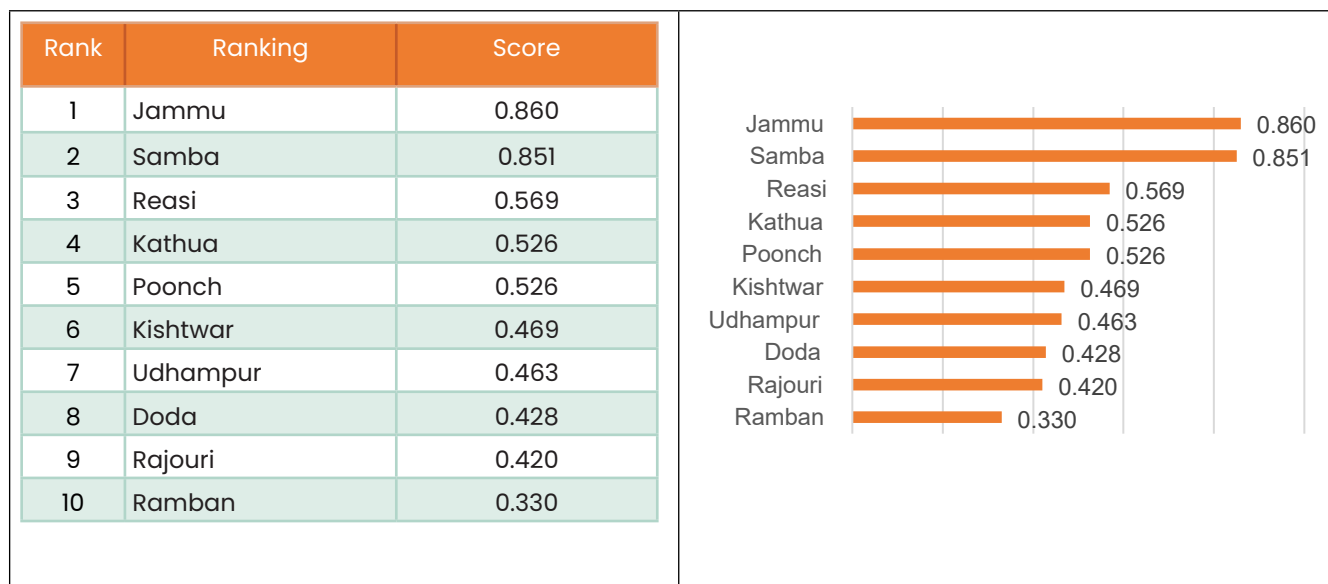 Rank Ranking Score
1 Jammu 0.860
2 Samba 0.851
3 Reasi 0.569
4 Kathua 0.526
5 Poonch 0.526
6 Kishtwar 0.469
7 Udhampur 0.463
8 Doda 0.428
9 Rajouri 0.420
10 Ramban 0.330
Jammu 0.860
Samba 0.851
Reasi 0.569
Kathua 0.526
Poonch 0.526
Kishtwar 0.469
Udhampur 0.463
Doda 0.428
Rajouri 0.420
Ramban 0.330